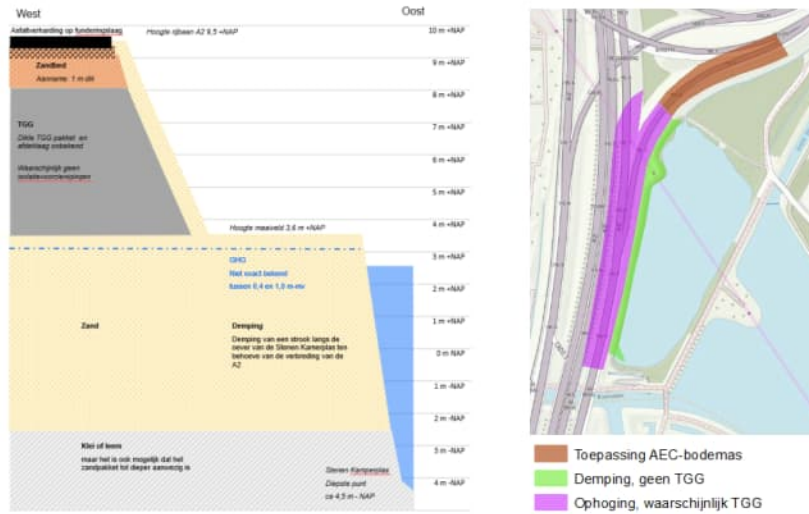 West
Oost
Asfaltverharding op funderingslaag
Hoogte rijbaan A2 9,5 +NAP
10 m +NAP
Zandbed
Aanname: 1 m dik
9 m +NAP
8 m +NAP
TGG
Dikte TGG pakket en
afdeklaag onbekend
7 m +NAP
Waarschijnlijk geen
isolatievoorzieningen
6 m +NAP
5 m +NAP
Hoogte maaiveld 3,6 m +NAP
4 m +NAP
3 m +NAP
GHG
Niet exact bekend
tussen 0,4 en 1,0 m-mv
2 m +NAP
1 m +NAP
Zand
Demping
Demping van een strook langs de
oever van de Stenen Kamerplas ten
behoeve van de verbreding van de
A2
0 m NAP
1 m -NAP
2 m -NAP
Klei of leem
maar het is ook mogelijk dat het
zandpakket tot dieper aanwezig is
3 m -NAP
Stenen Kamerplas
Diepste punt
ca 4,5 m - NAP
4 m -NAP
Toepassing AEC-bodemas
Demping, geen TGG
Ophoging, waarschijnlijk TGG